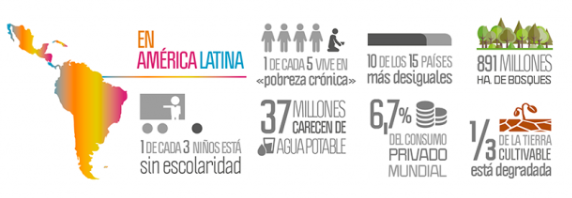 EN
AMÉRICA LATINA
1 DE CADA 3 NIÑOS ESTÁ
sin escolaridad
1 DE CADA 5 VIVE EN
«pobreza crónica»
37 MILLONES
CARECEN DE
AGUA POTABLE
10 DE LOS 15 PAÍSES
más desiguales
6,7%
DEL CONSUMO
PRIVADO
MUNDIAL
891 MILLONES
HA. DE BOSQUES
1/3 DE LA TIERRA
CULTIVABLE
está degradada